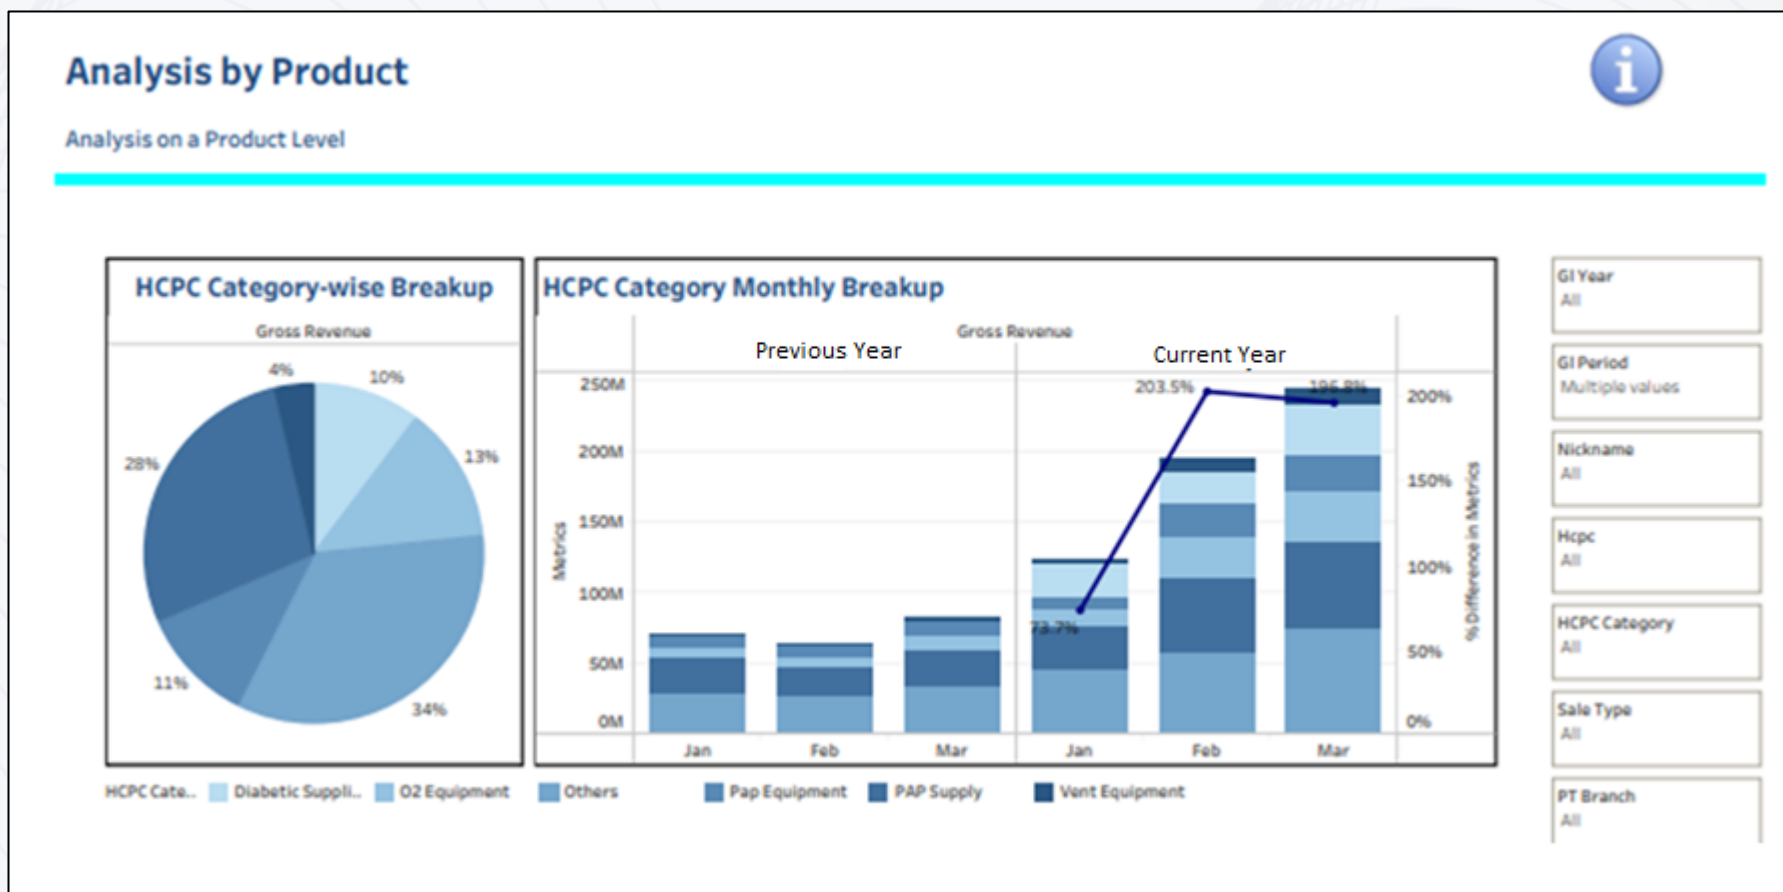 Analysis by Product
Analysis on a Product Level
HCPC Category-wise Breakup
Gross Revenue
4%
10%
13%
28%
11%
34%
HCPC Category Monthly Breakup
Gross Revenue
Previous Year
Current Year
250M
200M
150M
100M
50M
0M
Metrics
203.5%
196.8%
73.7%
200%
150%
100%
50%
0%
% Difference in Metrics
Jan Feb Mar Jan Feb Mar
HCPC Cate.. Diabetic Suppli.. O2 Equipment Others Pap Equipment PAP Supply Vent Equipment
GI Year
All
GI Period
Multiple values
Nickname
All
Hcpc
All
HCPC Category
All
Sale Type
All
PT Branch
All